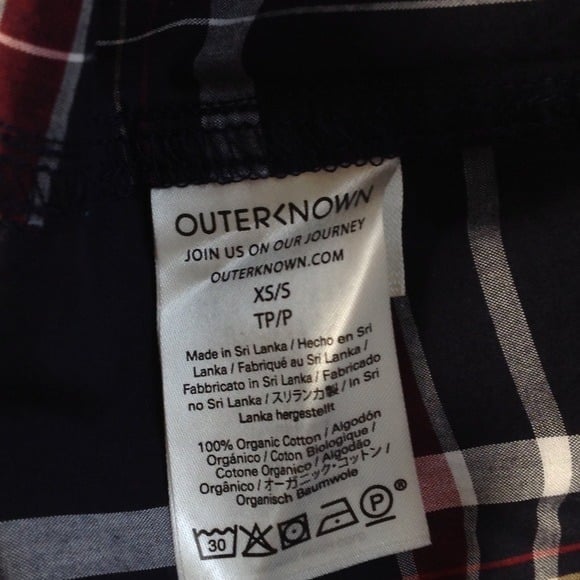 OUTERKNOWN
JOIN US ON OUR JOURNEY
OUTERKNOWN.COM
XS/S
TP/P
Made in Sri Lanka / Hecho en Sri
Lanka / Fabriqué au Sri Lanka /
Fabbricato in Sri Lanka / Fabricado
no Sri Lanka / スリランカ製 / In Sri
Lanka hergestellt
100% Organic Cotton / Algodón
Orgánico / Coton Biologique /
Cotone Organico / Algodão
Orgânico / オーガニック・コットン /
Organisch Baumwole
30 P ®